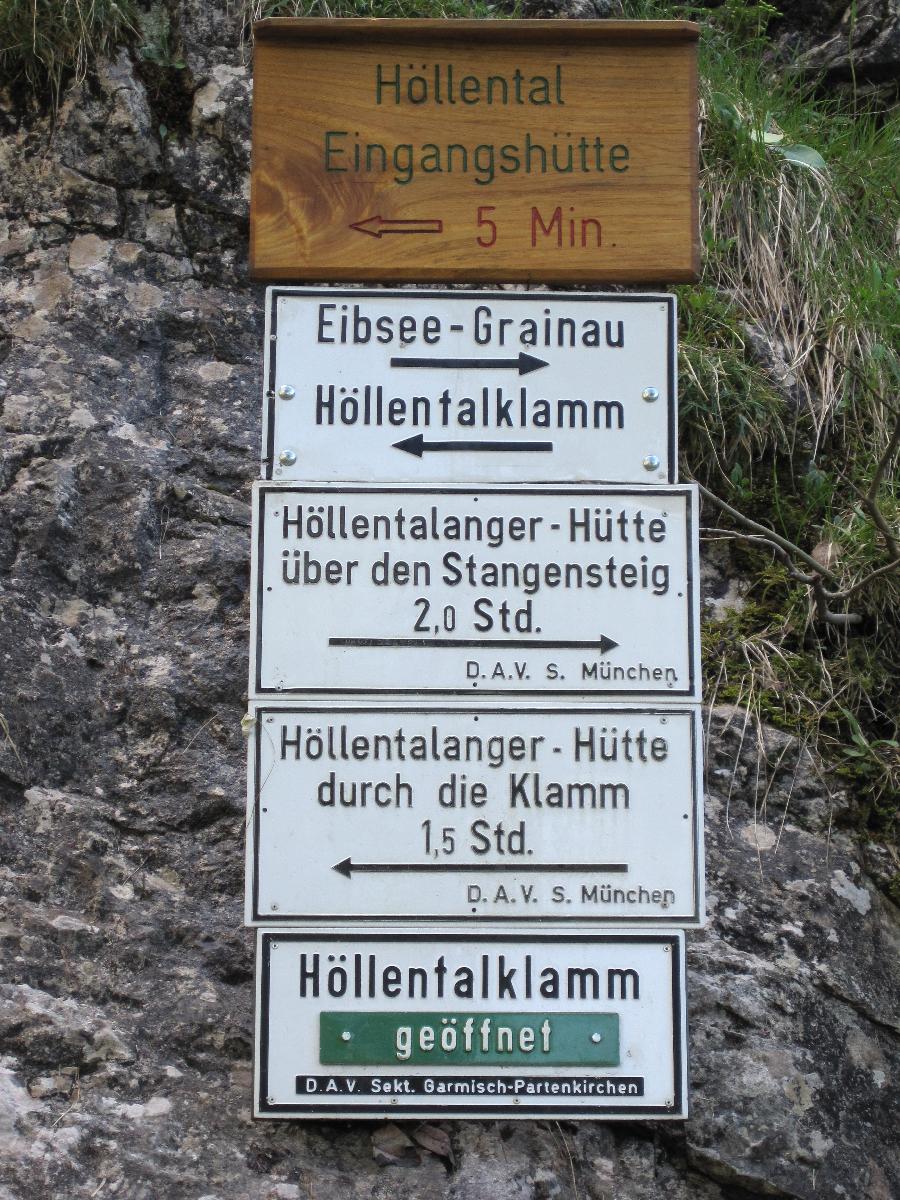 Höllental
Eingangshütte
5 Min.
Eibsee-Grainau
Höllentalklamm
Höllentalanger-Hütte
über den Stangensteig
2,0 Std.
D.A.V. S. München
Höllentalanger-Hütte
durch die Klamm
1,5 Std.
D.A.V. S. München
Höllentalklamm
geöffnet
D.A.V. Sekt. Garmisch-Partenkirchen